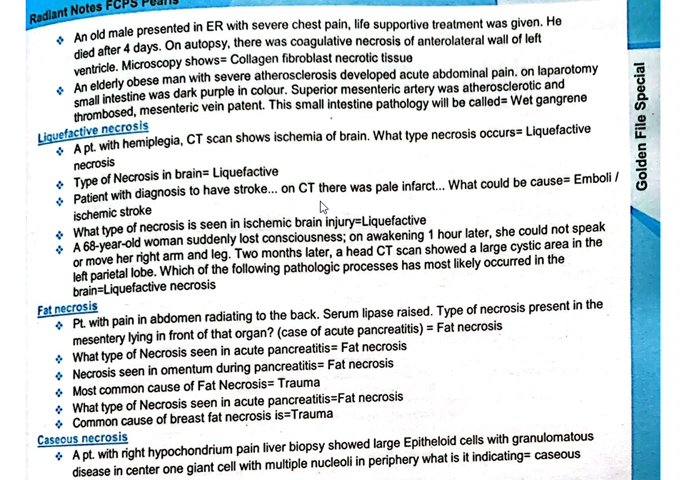 Radiant Notes FCPS Pearls
❖ An old male presented in ER with severe chest pain, life supportive treatment was given. He
died after 4 days. On autopsy, there was coagulative necrosis of anterolateral wall of left
ventricle. Microscopy shows= Collagen fibroblast necrotic tissue
❖ An elderly obese man with severe atherosclerosis developed acute abdominal pain. on laparotomy
small intestine was dark purple in colour. Superior mesenteric artery was atherosclerotic and
thrombosed, mesenteric vein patent. This small intestine pathology will be called= Wet gangrene
Liquefactive necrosis
❖ A pt. with hemiplegia, CT scan shows ischemia of brain. What type necrosis occurs= Liquefactive
necrosis
❖ Type of Necrosis in brain= Liquefactive
❖ Patient with diagnosis to have stroke... on CT there was pale infarct... What could be cause= Emboli /
ischemic stroke
❖ What type of necrosis is seen in ischemic brain injury=Liquefactive
❖ A 68-year-old woman suddenly lost consciousness; on awakening 1 hour later, she could not speak
or move her right arm and leg. Two months later, a head CT scan showed a large cystic area in the
left parietal lobe. Which of the following pathologic processes has most likely occurred in the
brain=Liquefactive necrosis
Fat necrosis
❖ Pt. with pain in abdomen radiating to the back. Serum lipase raised. Type of necrosis present in the
mesentery lying in front of that organ? (case of acute pancreatitis) = Fat necrosis
❖ What type of Necrosis seen in acute pancreatitis= Fat necrosis
❖ Necrosis seen in omentum during pancreatitis= Fat necrosis
❖ Most common cause of Fat Necrosis= Trauma
❖ What type of Necrosis seen in acute pancreatitis=Fat necrosis
❖ Common cause of breast fat necrosis is=Trauma
Caseous necrosis
❖ A pt. with right hypochondrium pain liver biopsy showed large Epitheloid cells with granulomatous
disease in center one giant cell with multiple nucleoli in periphery what is it indicating= caseous
Golden File Special